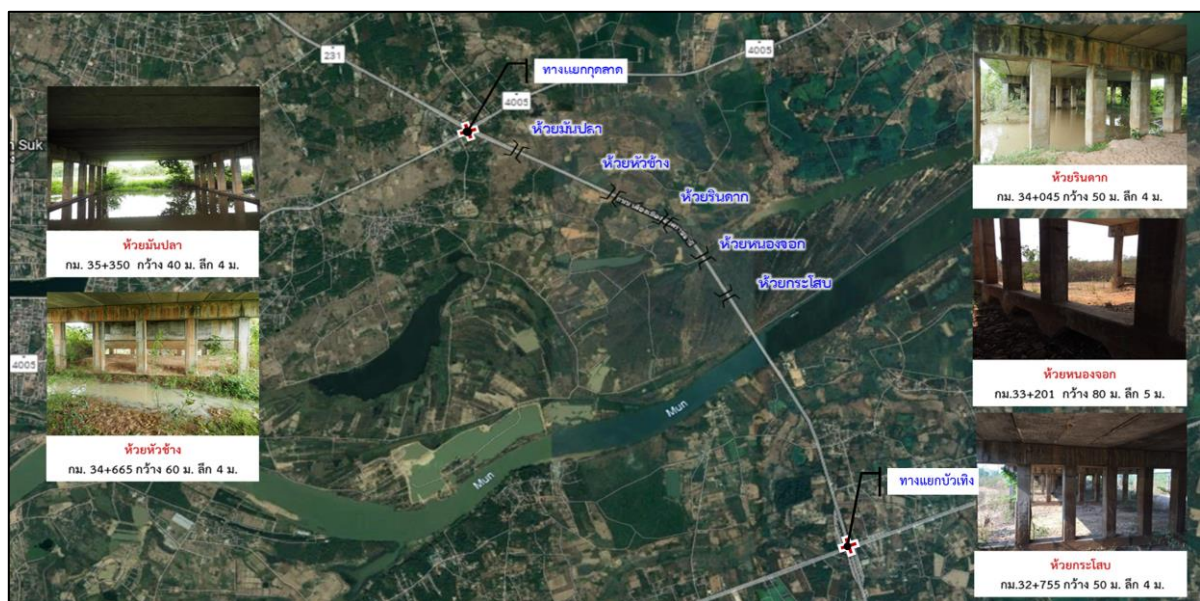 231
4005
ทางแยกกุดลาด
4005
ห้วยมันปลา
ห้วยหัวช้าง
ห้วยรินดาก
ห้วยหนองจอก
ห้วยกระโสบ
Suk
4005
Mun
Mun
ทางแยกบัวเทิง
ห้วยมันปลา
กม. 35+350 กว้าง 40 ม. ลึก 4 ม.
ห้วยหัวช้าง
กม. 34+665 กว้าง 60 ม. ลึก 4 ม.
ห้วยรินดาก
กม. 34+045 กว้าง 50 ม. ลึก 4 ม.
ห้วยหนองจอก
กม.33+201 กว้าง 80 ม. ลึก 5 ม.
ห้วยกระโสบ
กม.32+755 กว้าง 50 ม. ลึก 4 ม.